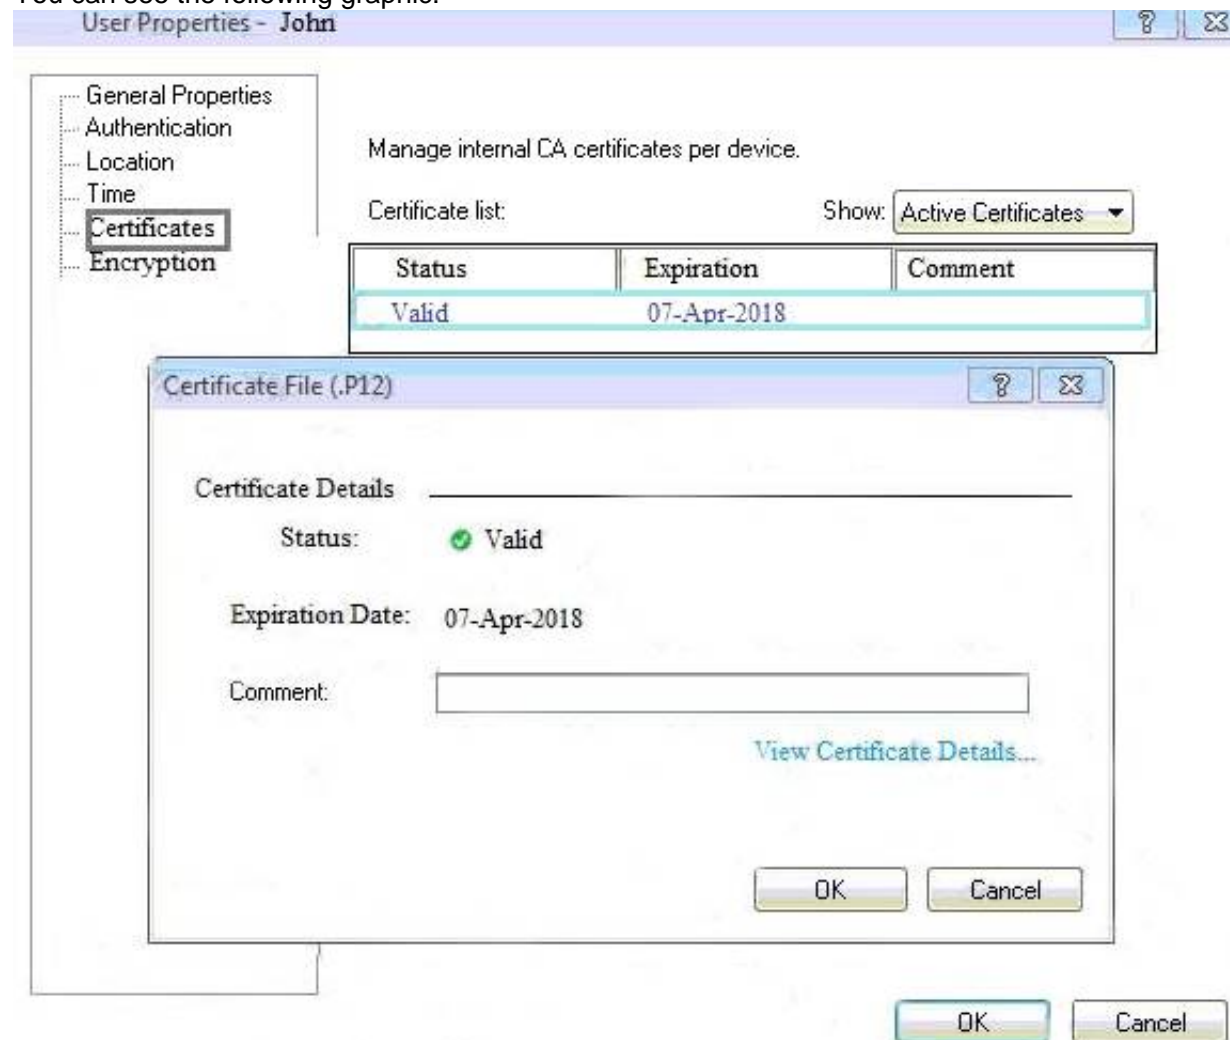 You can see the following graphic:
User Properties - John
General Properties
Authentication
Location
Time
Certificates
Encryption
Manage internal CA certificates per device.
Certificate list:
Show: Active Certificates
Status Expiration Comment
Valid 07-Apr-2018
Certificate File (.P12)
Certificate Details
Status: Valid
Expiration Date: 07-Apr-2018
Comment:
View Certificate Details...
OK Cancel
OK Cancel